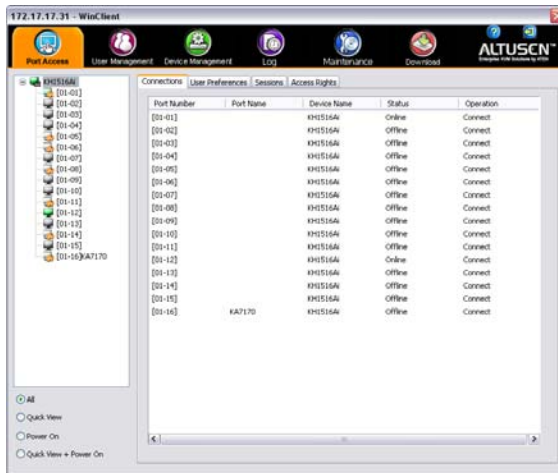 172.17.17.31 - WinClient
Port Access User Management Device Management Log Maintenance Download
ALTUSCN™
Enterprise KVM Solutions by ATEN
KH1516Ai
[01-01]
[01-02]
[01-03]
[01-04]
[01-05]
[01-06]
[01-07]
[01-08]
[01-09]
[01-10]
[01-11]
[01-12]
[01-13]
[01-14]
[01-15]
[01-16]KA7170
All
Quick View
Power On
Quick View + Power On
Connections User Preferences Sessions Access Rights
Port Number Port Name Device Name Status Operation
[01-01] KH1516Ai Online Connect
[01-02] KH1516Ai Offline Connect
[01-03] KH1516Ai Offline Connect
[01-04] KH1516Ai Offline Connect
[01-05] KH1516Ai Offline Connect
[01-06] KH1516Ai Offline Connect
[01-07] KH1516Ai Offline Connect
[01-08] KH1516Ai Offline Connect
[01-09] KH1516Ai Offline Connect
[01-10] KH1516Ai Offline Connect
[01-11] KH1516Ai Offline Connect
[01-12] KH1516Ai Online Connect
[01-13] KH1516Ai Offline Connect
[01-14] KH1516Ai Offline Connect
[01-15] KH1516Ai Offline Connect
[01-16] KA7170 KH1516Ai Offline Connect